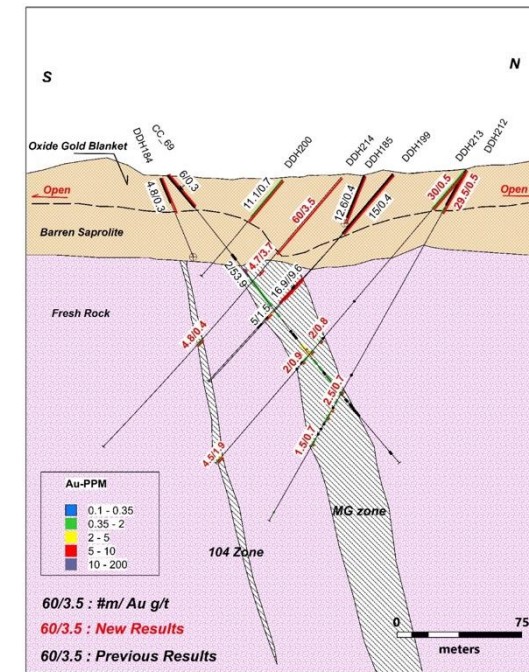 S
N
DDH184
CC_69
DDH200
DDH214
DDH185
DDH199
DDH213
DDH212
Oxide Gold Blanket
Open
4.8/0.3
6/0.3
11.1/0.7
60/3.5
12.6/0.4
15/0.4
30/0.5
29.5/0.5
Open
Barren Saprolite
4.7/3.7
2/53.9
16.9//9.6
5/1.5
Fresh Rock
4.8/0.4
2/0.8
2/0.9
2.5/0.7
1.5/0.7
4.5/1.9
Au-PPM
0.1 - 0.35
0.35 - 2
2 - 5
5 - 10
10 - 200
MG zone
104 Zone
60/3.5 : #m/ Au g/t
60/3.5 : New Results
60/3.5 : Previous Results
0 75
meters